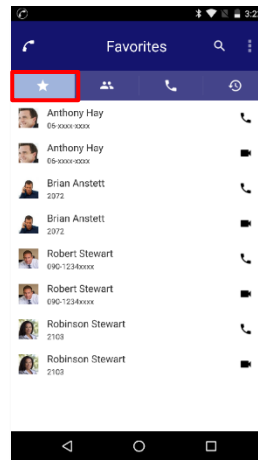 3:2
Favorites
Anthony Hay
06-xxxx-xxxx
Anthony Hay
06-xxxx-xxxx
Brian Anstett
2072
Brian Anstett
2072
Robert Stewart
090-1234xxxx
Robert Stewart
090-1234xxxx
Robinson Stewart
2103
Robinson Stewart
2103